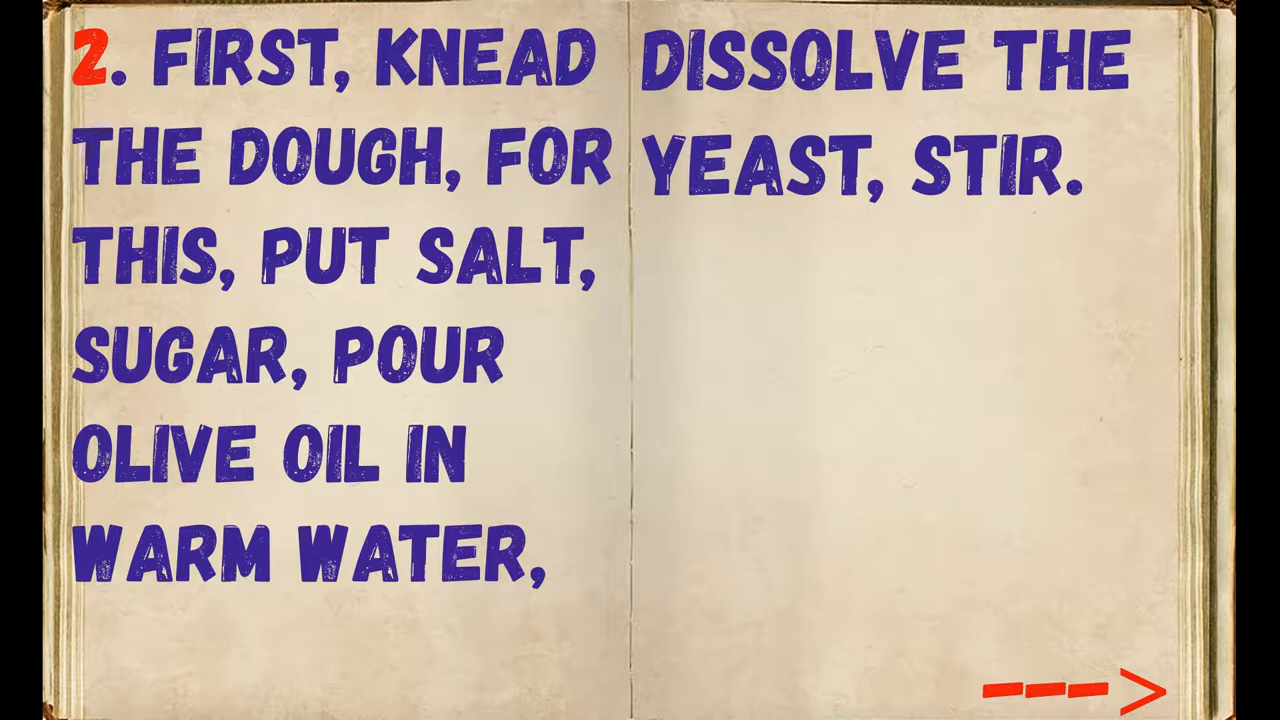 2. FIRST, KNEAD
THE DOUGH, FOR
THIS, PUT SALT,
SUGAR, POUR
OLIVE OIL IN
WARM WATER,
DISSOLVE THE
YEAST, STIR.
--->